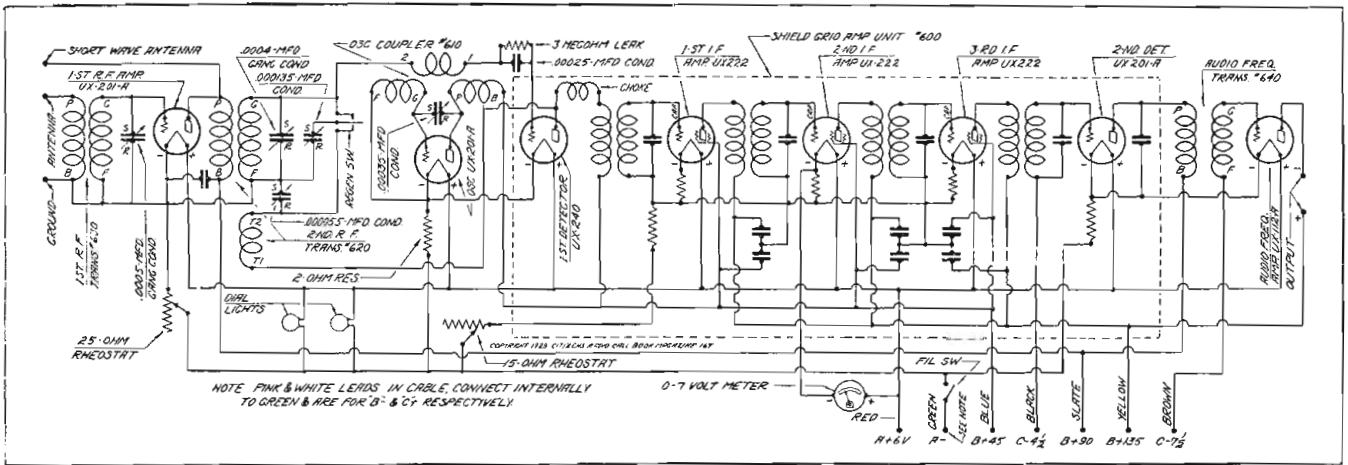 SHORT WAVE ANTENNA
1-ST R.F. AMP.
UX-201-A
.0004-MFD
GANG COND
.000135-MFD
COND.
OSC COUPLER #610
3 MEGOHM LEAK
.00025-MFD COND.
SHIELD GRID AMP UNIT #600
1-ST I.F.
AMP UX222
2-ND I.F.
AMP UX-222
3-RD I.F.
AMP UX222
2-ND DET.
UX-201-A
AUDIO FREQ.
TRANS. #640
CHOKE
ANTENNA
GROUND
1ST R.F.
TRANS #630
.0005-MFD.
GANG COND
REGEN SW
.00035-MFD
COND
OSC UX-201-A
1ST DETECTOR
UX-240
AUDIO FREQ.
AMP UX112A
OUTPUT
P
B
G
F
T2
T1
.000055-MFD COND.
2ND R.F.
TRANS. #620
2-OHM RES.
DIAL
LIGHTS
25-OHM
RHEOSTAT
15-OHM RHEOSTAT
COPYRIGHT 1929 CITIZENS RADIO CALL BOOK MAGAZINE 167
NOTE PINK & WHITE LEADS IN CABLE, CONNECT INTERNALLY
TO GREEN & ARE FOR "B-" & "C+" RESPECTIVELY.
0-7 VOLT METER
FIL SW
RED
GREEN
SEE NOTE
BLUE
BLACK
SLATE
YELLOW
BROWN
A+6V
A-
B+45
C-4½
B+90
B+135
C-7½